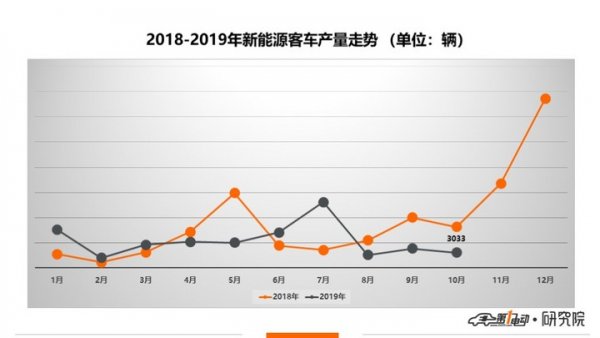 2018-2019年新能源客车产量走势 （单位：辆）
3033
1月 2月 3月 4月 5月 6月 7月 8月 9月 10月 11月 12月
2018年 2019年
第1电动·研究院